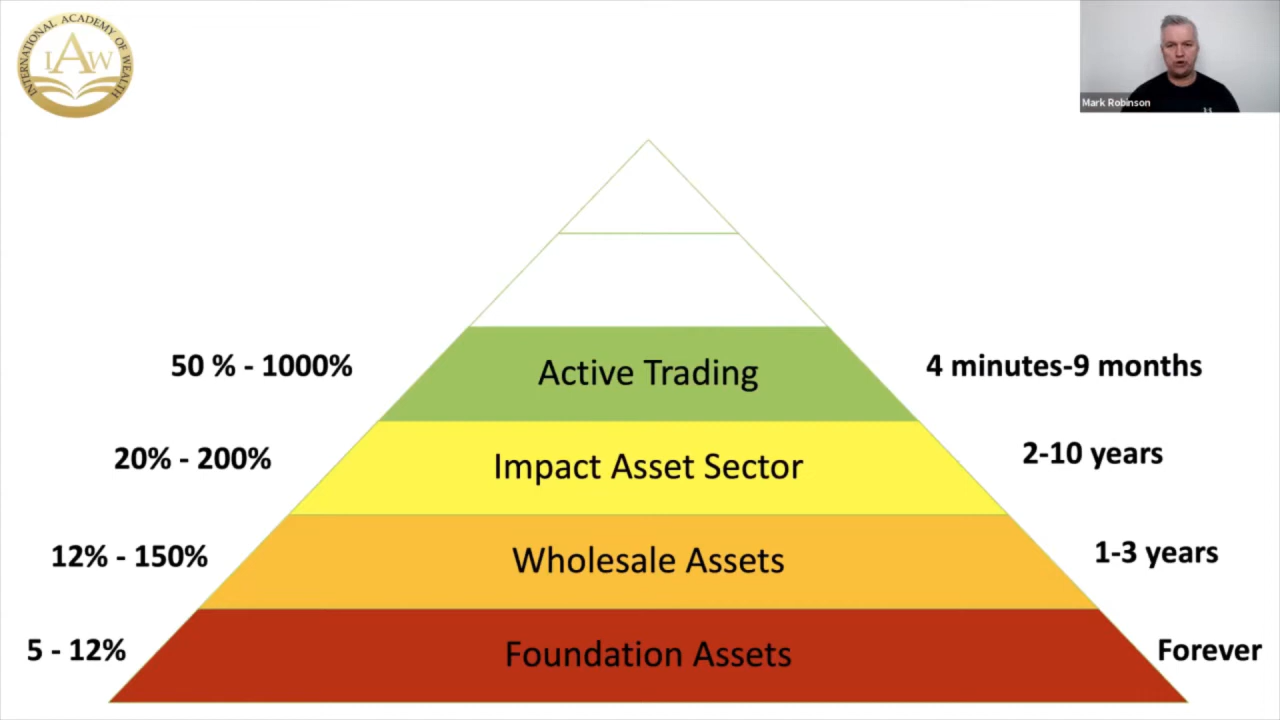 INTERNATIONAL ACADEMY OF WEALTH
IAW
Mark Robinson
50 % - 1000%
Active Trading
4 minutes-9 months
20% - 200%
Impact Asset Sector
2-10 years
12% - 150%
Wholesale Assets
1-3 years
5 - 12%
Foundation Assets
Forever